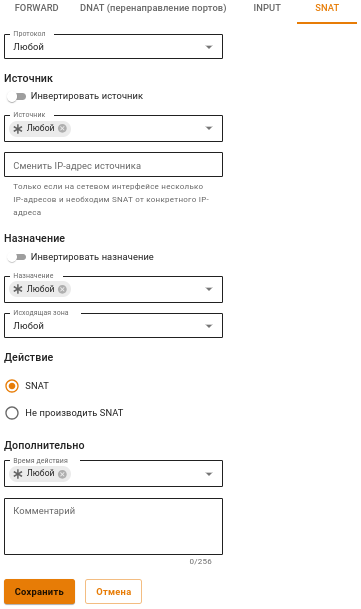 FORWARD DNAT (перенаправление портов) INPUT SNAT
Протокол
Любой
Источник
Инвертировать источник
Источник
Любой
Сменить IP-адрес источника
Только если на сетевом интерфейсе несколько
IP-адресов и необходим SNAT от конкретного IP-
адреса
Назначение
Инвертировать назначение
Назначение
Любой
Исходящая зона
Любой
Действие
SNAT
Не производить SNAT
Дополнительно
Время действия
Любой
Комментарий
0/256
Сохранить Отмена